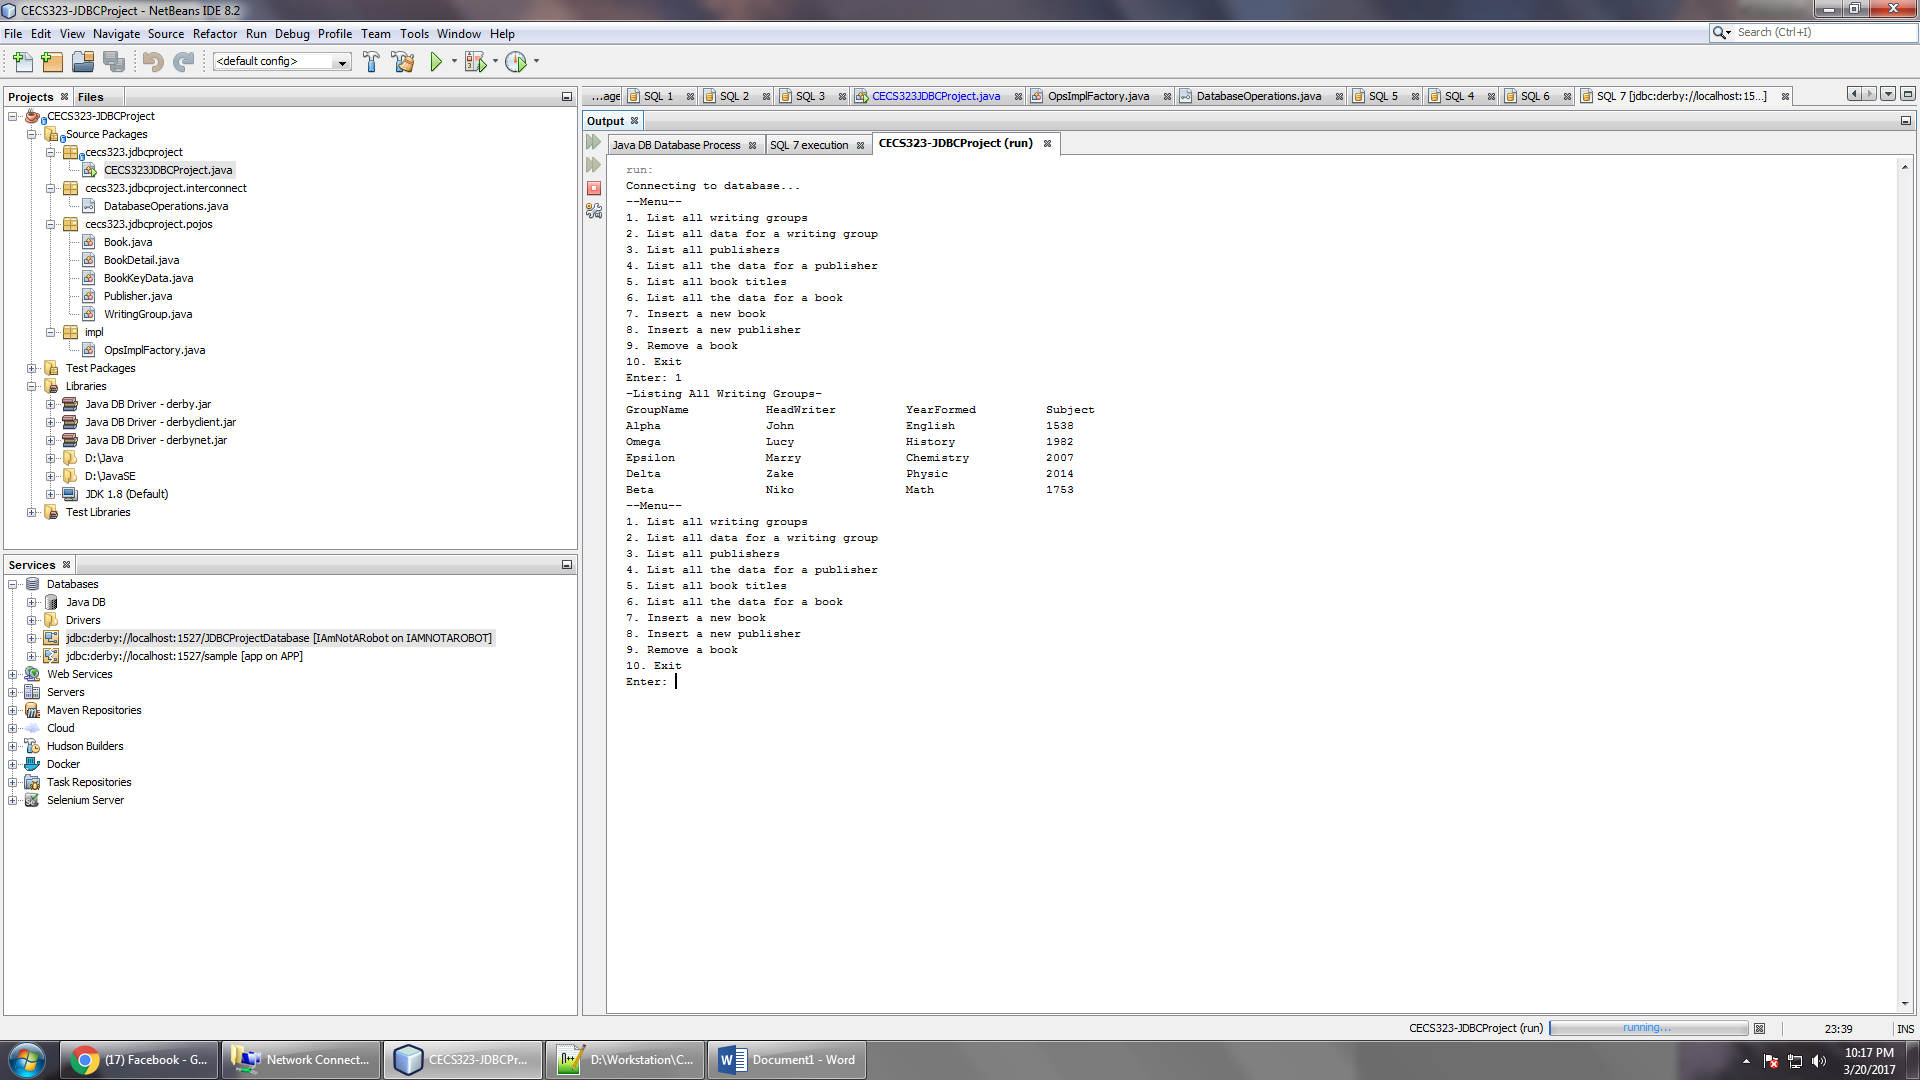 CECS323-JDBCProject - NetBeans IDE 8.2
File Edit View Navigate Source Refactor Run Debug Profile Team Tools Window Help
Search (Ctrl+I)
<default config>
Projects Files
CECS323-JDBCProject
Source Packages
cecs323.jdbcproject
CECS323JDBCProject.java
cecs323.jdbcproject.interconnect
DatabaseOperations.java
cecs323.jdbcproject.pojos
Book.java
BookDetail.java
BookKeyData.java
Publisher.java
WritingGroup.java
impl
OpsImplFactory.java
Test Packages
Libraries
Java DB Driver - derby.jar
Java DB Driver - derbyclient.jar
Java DB Driver - derbynet.jar
D:\Java
D:\JavaSE
JDK 1.8 (Default)
Test Libraries
Services
Databases
Java DB
Drivers
jdbc:derby://localhost:1527/JDBCProjectDatabase [IAmNotARobot on IAMNOTAROBOT]
jdbc:derby://localhost:1527/sample [app on APP]
Web Services
Servers
Maven Repositories
Cloud
Hudson Builders
Docker
Task Repositories
Selenium Server
...age SQL 1 SQL 2 SQL 3 CECS323JDBCProject.java OpsImplFactory.java DatabaseOperations.java SQL 5 SQL 4 SQL 6 SQL 7 [jdbc:derby://localhost:15...]
Output
Java DB Database Process SQL 7 execution CECS323-JDBCProject (run)
run:
Connecting to database...
--Menu--
1. List all writing groups
2. List all data for a writing group
3. List all publishers
4. List all the data for a publisher
5. List all book titles
6. List all the data for a book
7. Insert a new book
8. Insert a new publisher
9. Remove a book
10. Exit
Enter: 1
-Listing All Writing Groups-
GroupName HeadWriter YearFormed Subject
Alpha John English 1538
Omega Lucy History 1982
Epsilon Marry Chemistry 2007
Delta Zake Physic 2014
Beta Niko Math 1753
--Menu--
1. List all writing groups
2. List all data for a writing group
3. List all publishers
4. List all the data for a publisher
5. List all book titles
6. List all the data for a book
7. Insert a new book
8. Insert a new publisher
9. Remove a book
10. Exit
Enter:
CECS323-JDBCProject (run) running... 23:39 INS
(17) Facebook - G... Network Connect... CECS323-JDBCPr... D:\Workstation\C... Document1 - Word
10:17 PM
3/20/2017